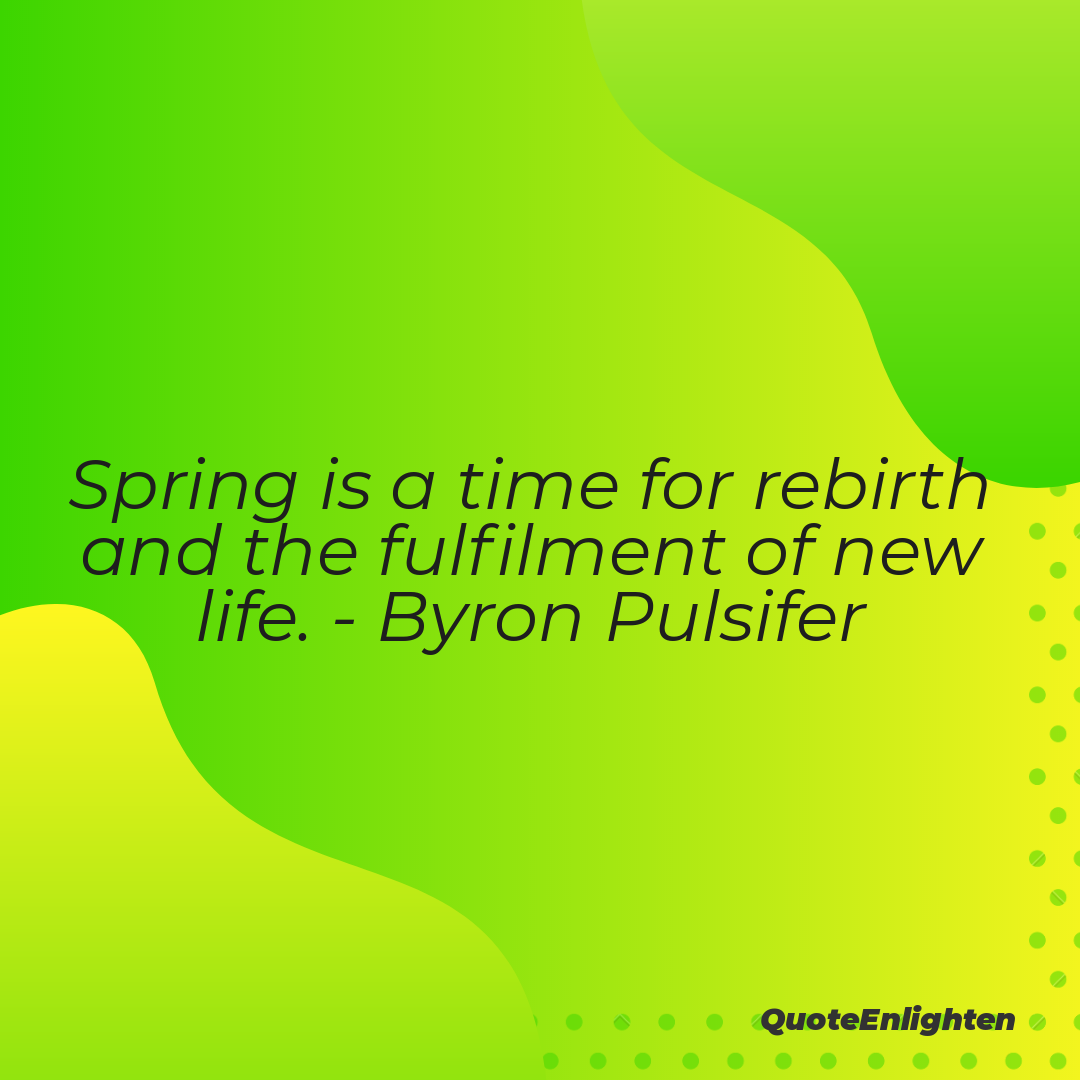 Spring is a time for rebirth
and the fulfilment of new
life. - Byron Pulsifer
QuoteEnlighten